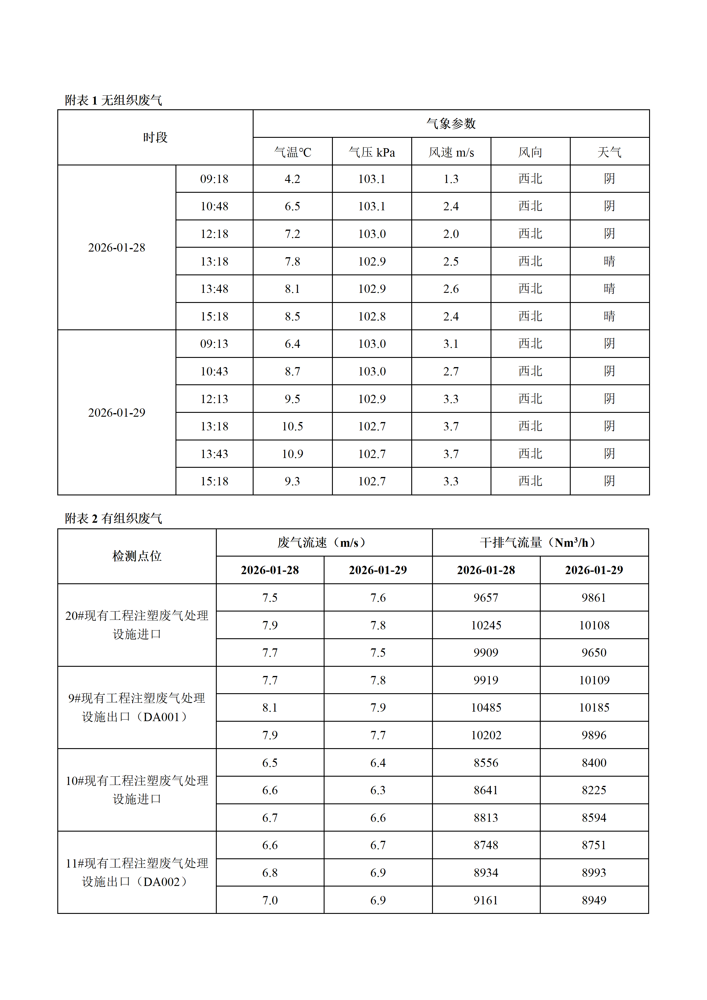 附表 1 无组织废气
时段 气象参数
气温℃ 气压 kPa 风速 m/s 风向 天气
2026-01-28
09:18 4.2 103.1 1.3 西北 阴
10:48 6.5 103.1 2.4 西北 阴
12:18 7.2 103.0 2.0 西北 阴
13:18 7.8 102.9 2.5 西北 晴
13:48 8.1 102.9 2.6 西北 晴
15:18 8.5 102.8 2.4 西北 晴
2026-01-29
09:13 6.4 103.0 3.1 西北 阴
10:43 8.7 103.0 2.7 西北 阴
12:13 9.5 102.9 3.3 西北 阴
13:18 10.5 102.7 3.7 西北 阴
13:43 10.9 102.7 3.7 西北 阴
15:18 9.3 102.7 3.3 西北 阴
附表 2 有组织废气
检测点位 废气流速（m/s） 干排气流量（Nm³/h）
2026-01-28 2026-01-29 2026-01-28 2026-01-29
20#现有工程注塑废气处理
设施进口
7.5 7.6 9657 9861
7.9 7.8 10245 10108
7.7 7.5 9909 9650
9#现有工程注塑废气处理
设施出口（DA001）
7.7 7.8 9919 10109
8.1 7.9 10485 10185
7.9 7.7 10202 9896
10#现有工程注塑废气处理
设施进口
6.5 6.4 8556 8400
6.6 6.3 8641 8225
6.7 6.6 8813 8594
11#现有工程注塑废气处理
设施出口（DA002）
6.6 6.7 8748 8751
6.8 6.9 8934 8993
7.0 6.9 9161 8949